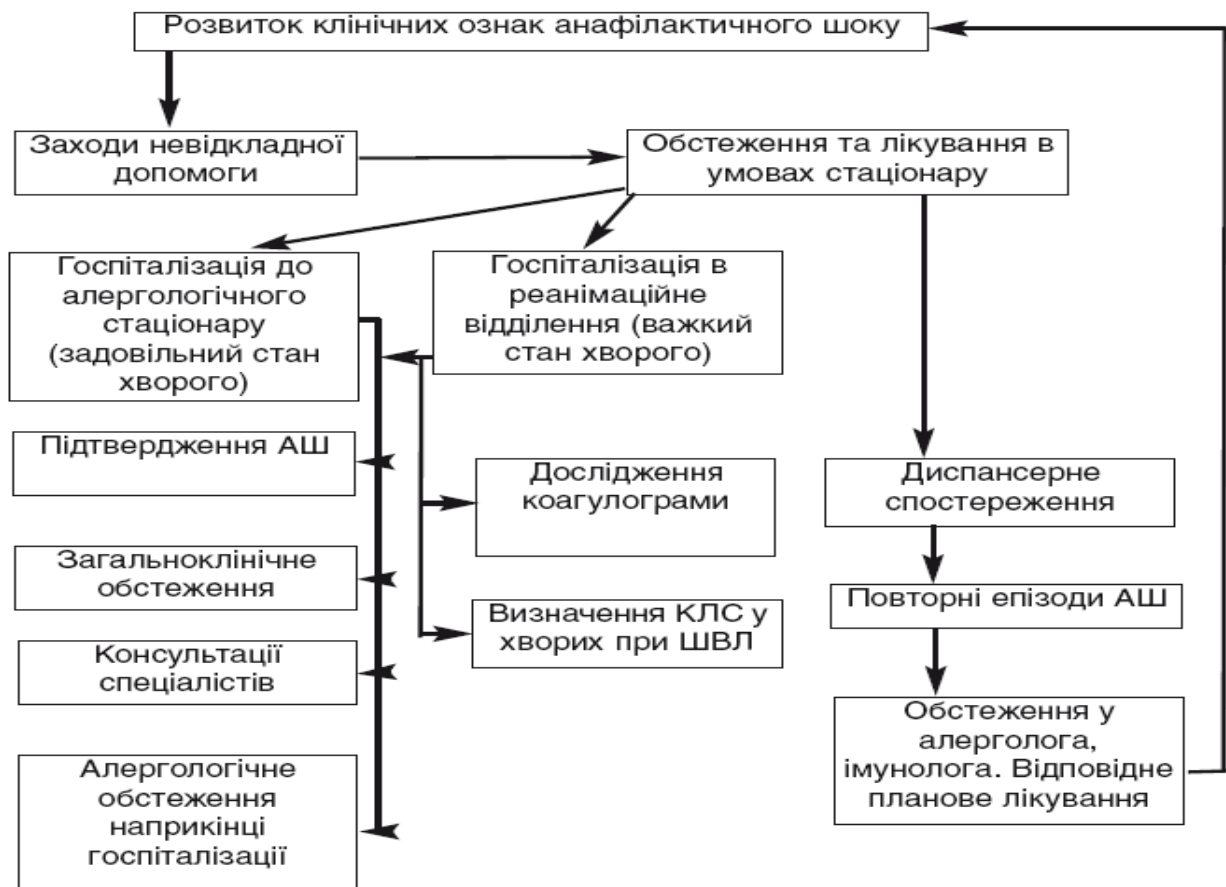 Розвиток клінічних ознак анафілактичного шоку
Заходи невідкладної
допомоги
Обстеження та лікування в
умовах стаціонару
Госпіталізація до
алергологічного
стаціонару
(задовільний стан
хворого)
Госпіталізація в
реанімаційне
відділення (важкий
стан хворого)
Підтвердження АШ
Дослідження
коагулограми
Диспансерне
спостереження
Загальноклінічне
обстеження
Визначення КЛС у
хворих при ШВЛ
Повторні епізоди АШ
Консультації
спеціалістів
Обстеження у
алерголога,
імунолога. Відповідне
планове лікування
Алергологічне
обстеження
наприкінці
госпіталізації